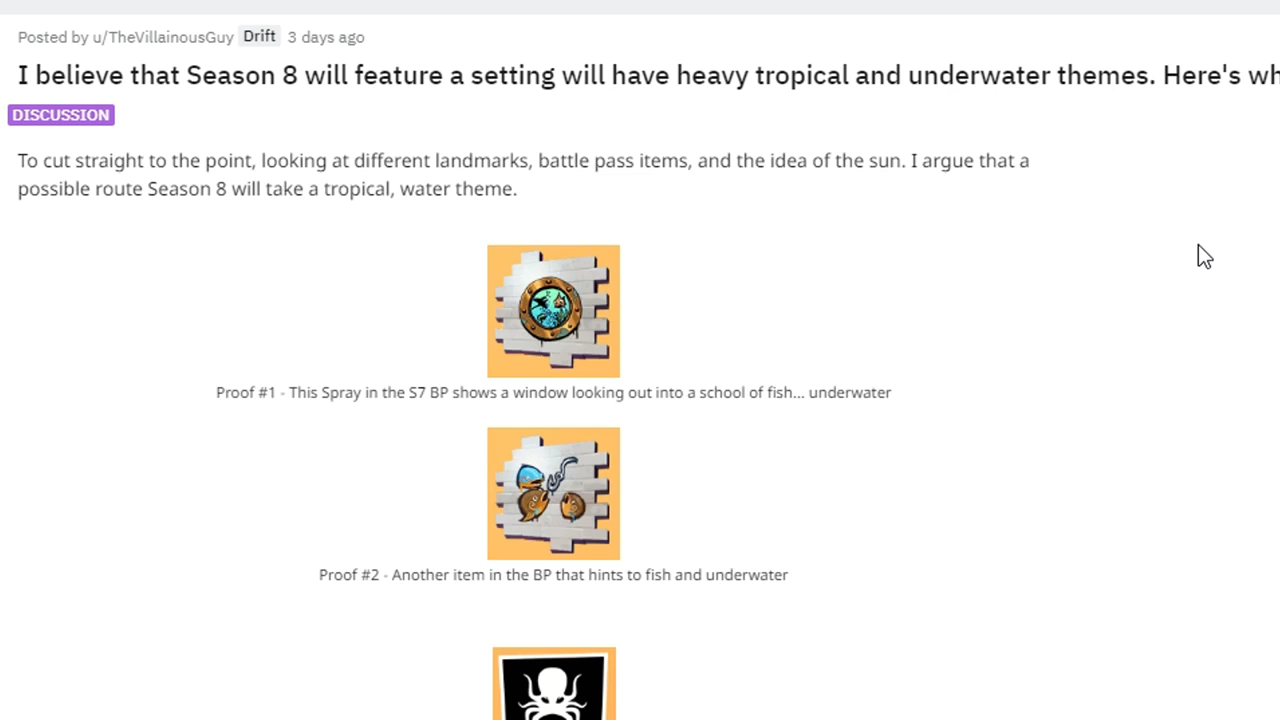 Posted by u/TheVillainousGuy Drift 3 days ago
I believe that Season 8 will feature a setting will have heavy tropical and underwater themes. Here's wh
DISCUSSION
To cut straight to the point, looking at different landmarks, battle pass items, and the idea of the sun. I argue that a
possible route Season 8 will take a tropical, water theme.
Proof #1 - This Spray in the S7 BP shows a window looking out into a school of fish... underwater
Proof #2 - Another item in the BP that hints to fish and underwater